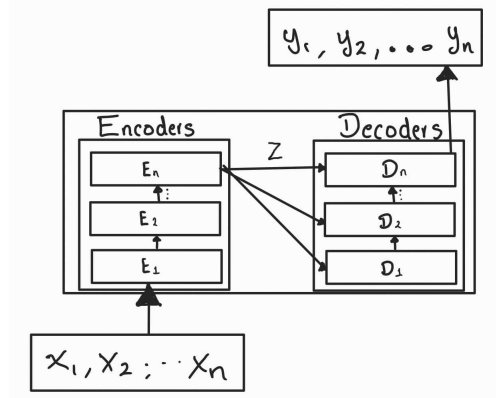 y₁, y₂, ... yₙ
Encoders
Decoders
Eₙ
Z
Dₙ
E₂
D₂
E₁
D₁
x₁, x₂ ; ·· xₙ